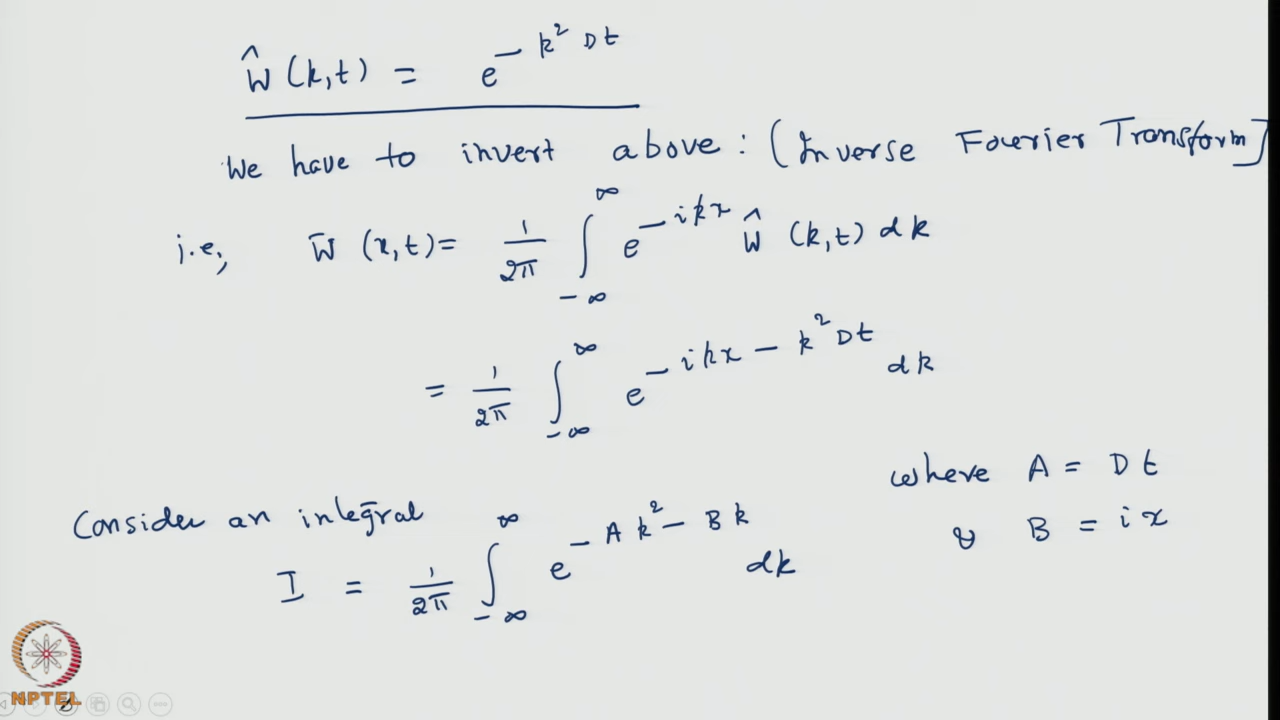 ŵ (k,t) = e^{-k² Dt}
We have to invert above : (Inverse Fourier Transform)
i.e, w̄ (x,t) = 1/2π ∫_{-∞}^{∞} e^{-ikx} ŵ (k,t) dk
= 1/2π ∫_{-∞}^{∞} e^{-ikx - k² Dt} dk
Consider an integral
I = 1/2π ∫_{-∞}^{∞} e^{-Ak² - Bk} dk
where A = Dt
& B = ix
NPTEL